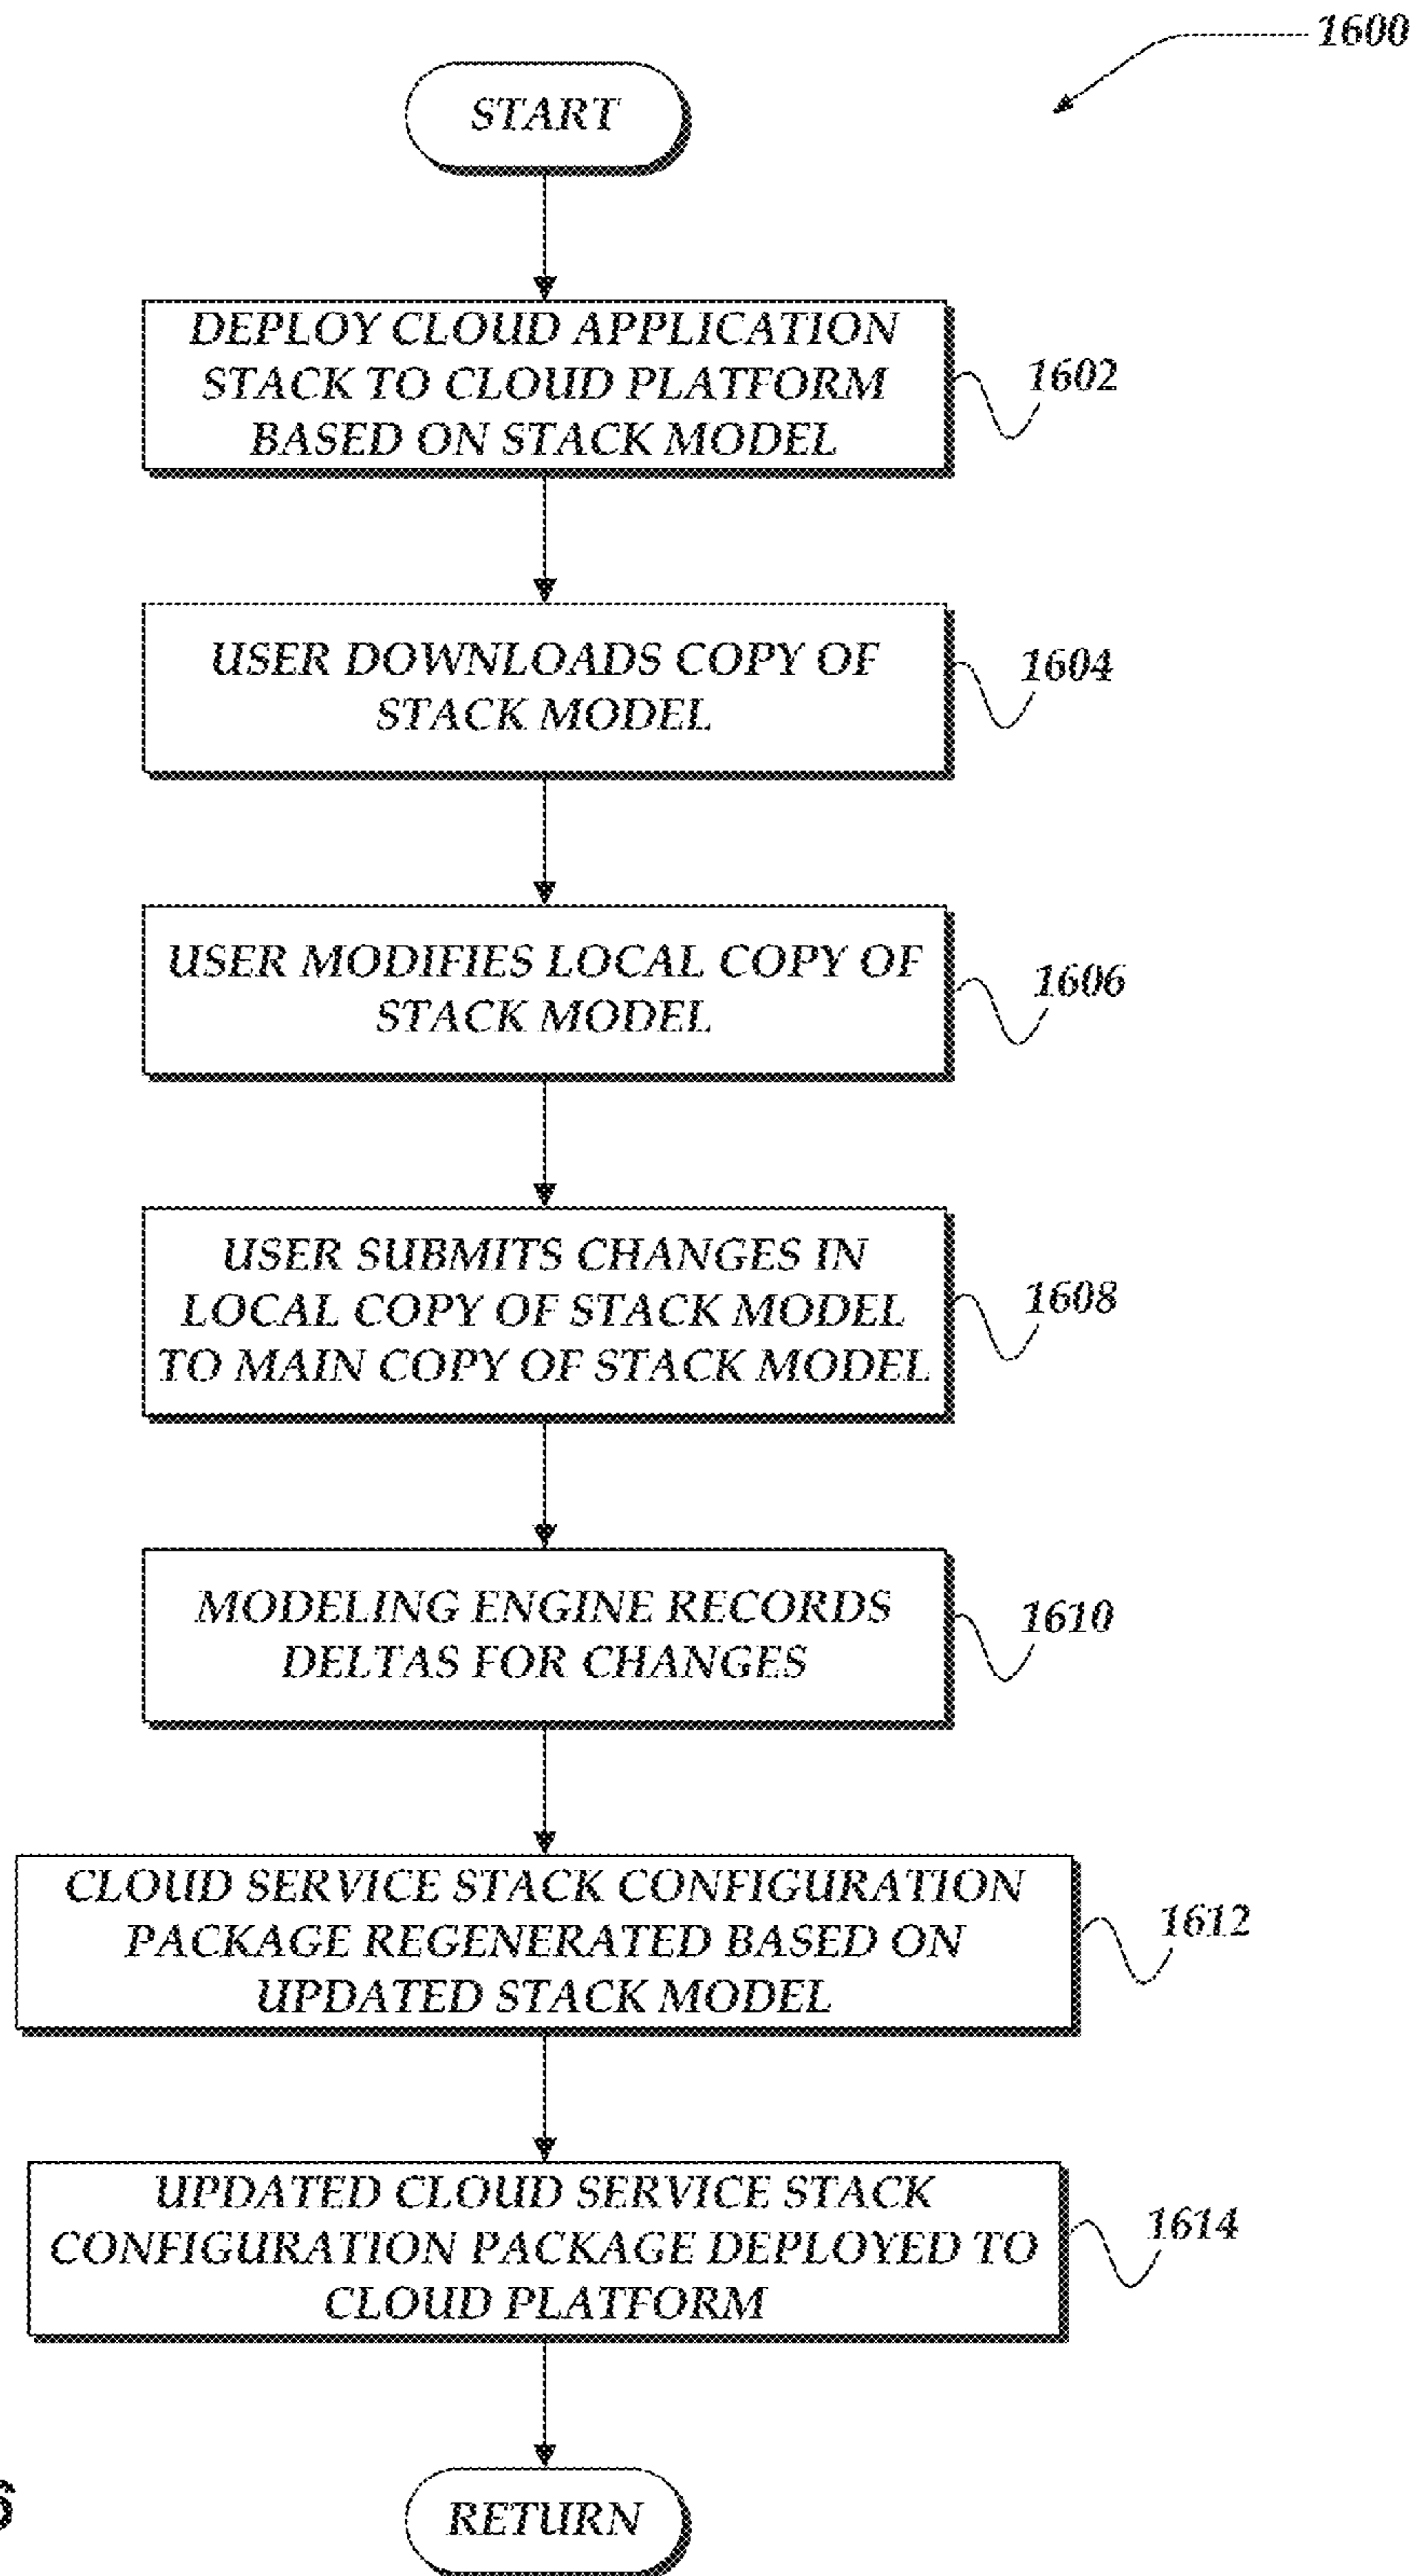 1600
START
DEPLOY CLOUD APPLICATION
STACK TO CLOUD PLATFORM
BASED ON STACK MODEL
1602
USER DOWNLOADS COPY OF
STACK MODEL
1604
USER MODIFIES LOCAL COPY OF
STACK MODEL
1606
USER SUBMITS CHANGES IN
LOCAL COPY OF STACK MODEL
TO MAIN COPY OF STACK MODEL
1608
MODELING ENGINE RECORDS
DELTAS FOR CHANGES
1610
CLOUD SERVICE STACK CONFIGURATION
PACKAGE REGENERATED BASED ON
UPDATED STACK MODEL
1612
UPDATED CLOUD SERVICE STACK
CONFIGURATION PACKAGE DEPLOYED TO
CLOUD PLATFORM
1614
RETURN